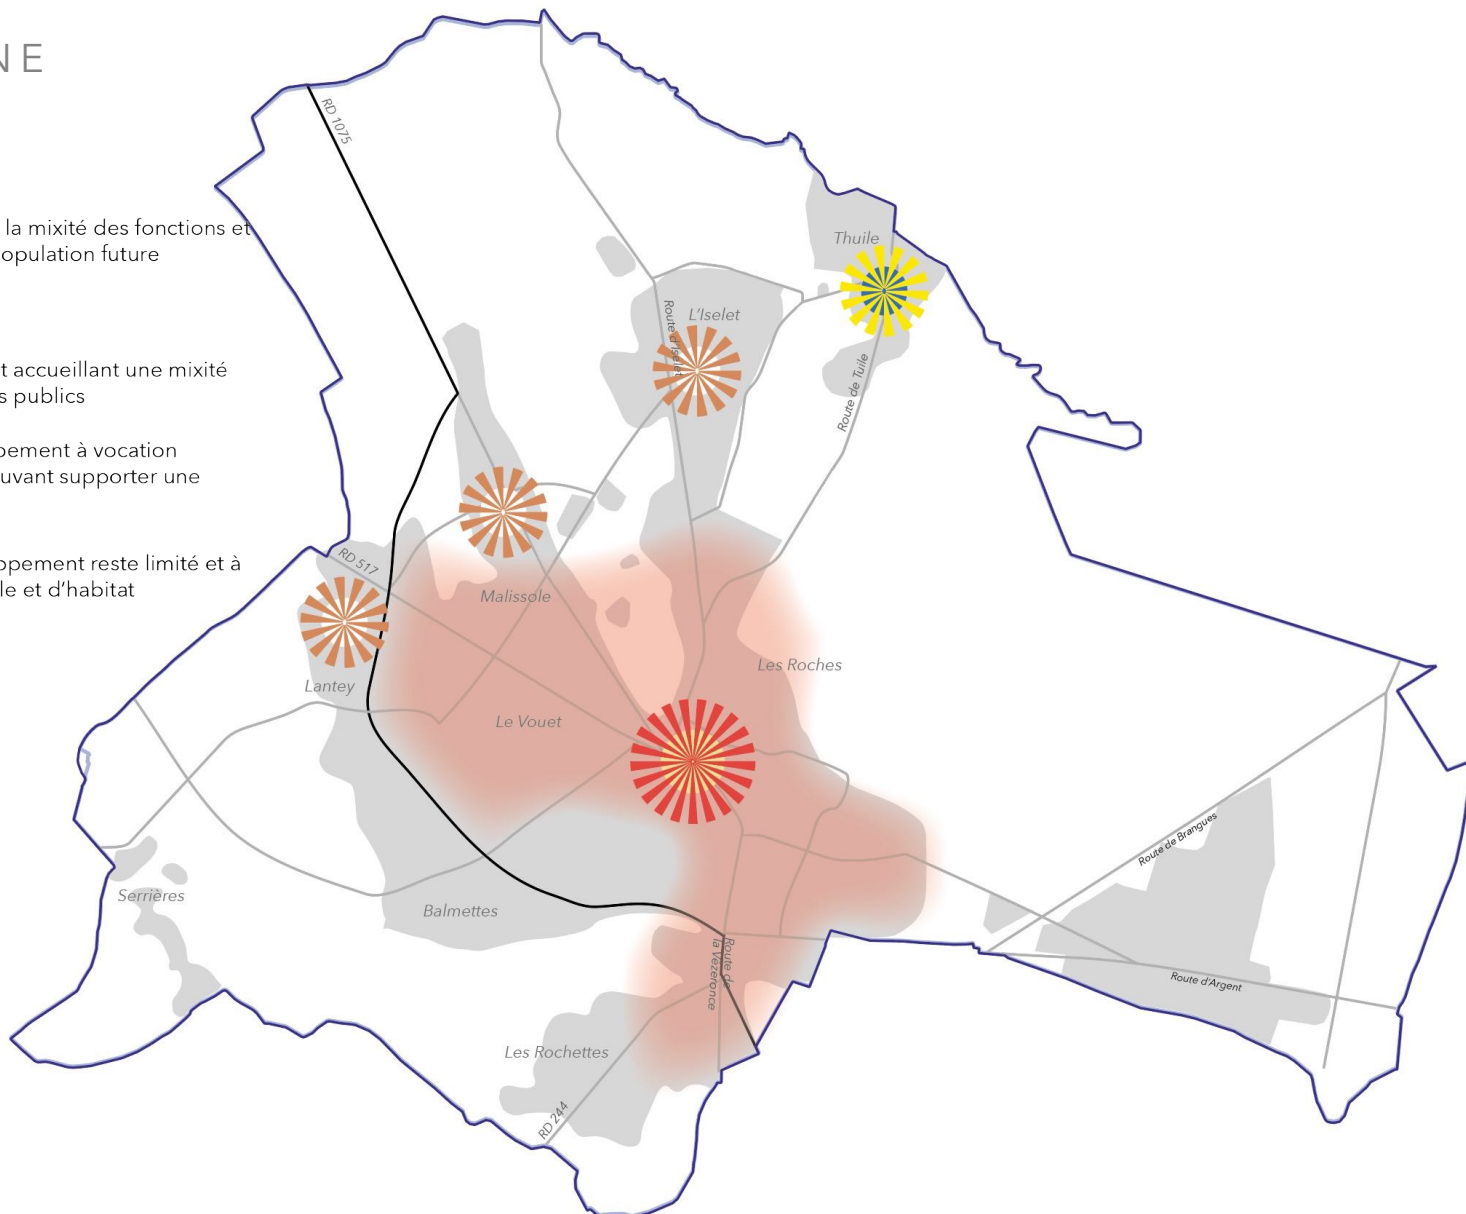 NE
la mixité des fonctions et
opulation future
t accueillant une mixité
s publics
pement à vocation
uvant supporter une
ppement reste limité et à
le et d'habitat
RD 1075
Thuile
L'Iselet
Route d'Iselet
Route de Tuile
RD 517
Malissole
Les Roches
Lantey
Le Vouet
Route de Brangues
Serrières
Balmettes
Route de
la Vézeronce
Route d'Argent
Les Rochettes
RD 244